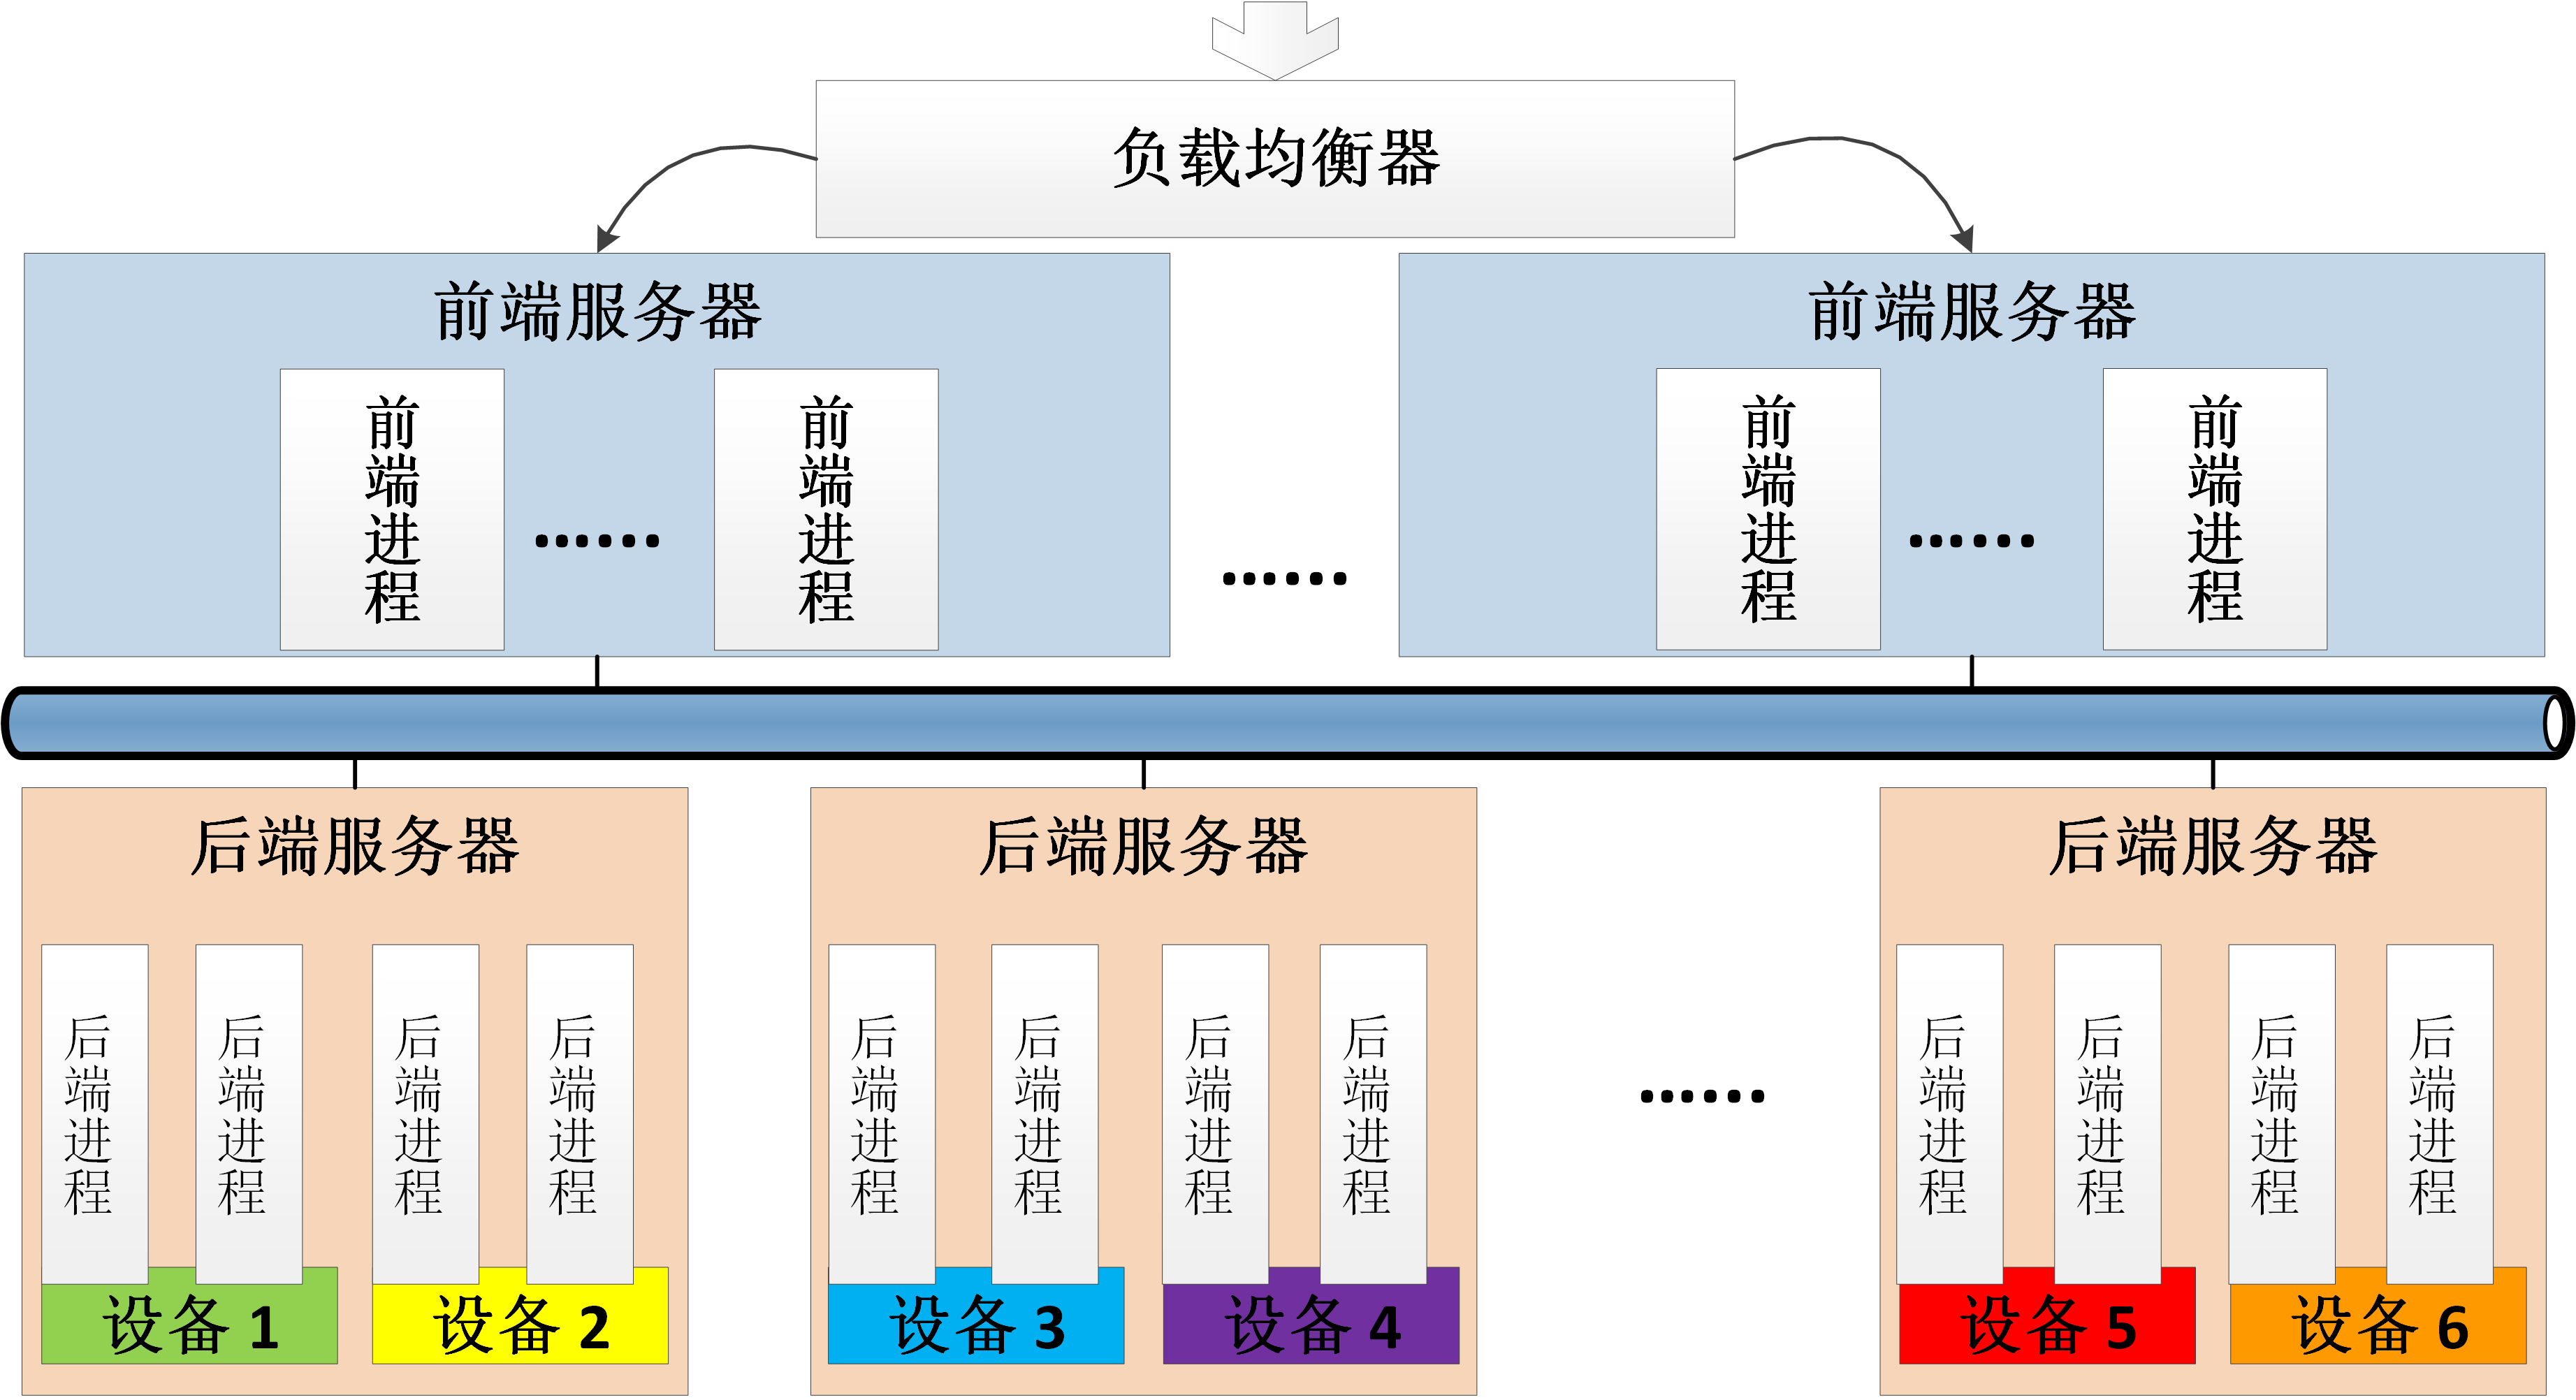 负载均衡器
前端服务器
前端服务器
前端进程
……
前端进程
……
前端进程
……
前端进程
后端服务器
后端服务器
后端服务器
后端进程
后端进程
后端进程
后端进程
后端进程
后端进程
后端进程
后端进程
……
后端进程
后端进程
后端进程
后端进程
设备 1
设备 2
设备 3
设备 4
设备 5
设备 6